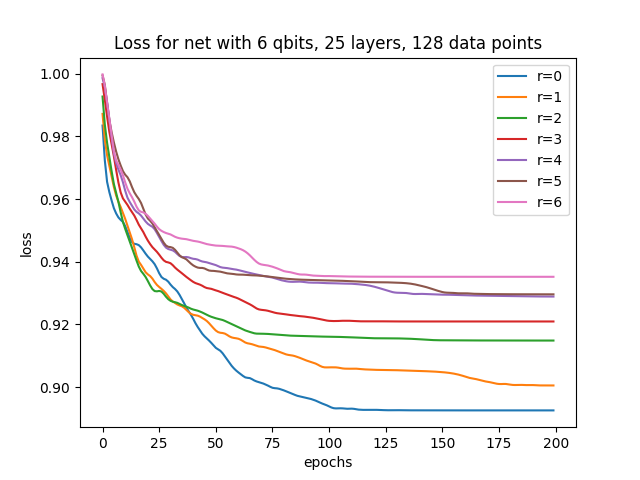 Loss for net with 6 qbits, 25 layers, 128 data points
loss
1.00
0.98
0.96
0.94
0.92
0.90
r=0
r=1
r=2
r=3
r=4
r=5
r=6
0 25 50 75 100 125 150 175 200
epochs